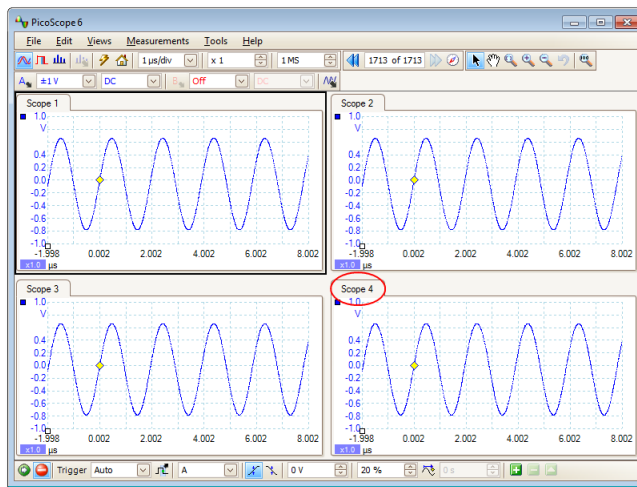 PicoScope 6
File Edit Views Measurements Tools Help
1 µs/div x 1 1 MS 1713 of 1713
A ±1 V DC B Off DC
Scope 1
1.0
V
0.4
0.2
0.0
-0.2
-0.4
-0.6
-0.8
-1.0
-1.998 0.002 2.002 4.002 6.002 8.002
x1.0 µs
Scope 2
1.0
V
0.4
0.2
0.0
-0.2
-0.4
-0.6
-0.8
-1.0
-1.998 0.002 2.002 4.002 6.002 8.002
x1.0 µs
Scope 3
1.0
V
0.4
0.2
0.0
-0.2
-0.4
-0.6
-0.8
-1.0
-1.998 0.002 2.002 4.002 6.002 8.002
x1.0 µs
Scope 4
1.0
V
0.4
0.2
0.0
-0.2
-0.4
-0.6
-0.8
-1.0
-1.998 0.002 2.002 4.002 6.002 8.002
x1.0 µs
Trigger Auto A 0 V 20 % 0 s